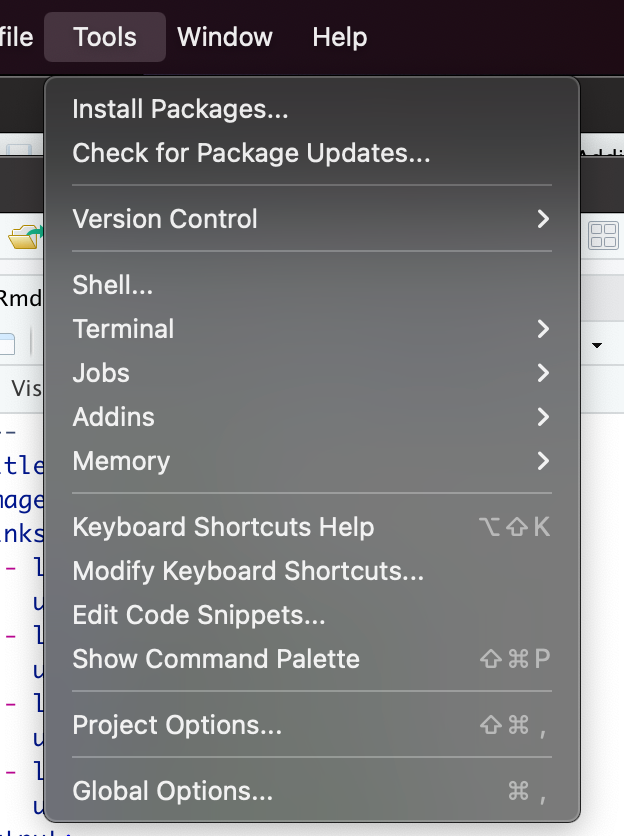 file Tools Window Help
Install Packages...
Check for Package Updates...
Version Control
Shell...
Terminal
Jobs
Addins
Memory
Keyboard Shortcuts Help ⌥⇧K
Modify Keyboard Shortcuts...
Edit Code Snippets...
Show Command Palette ⇧⌘P
Project Options... ⇧⌘,
Global Options... ⌘,
Rmd
Vis
--
tle
mage
inks
- l
u
- l
u
- l
u
- l
u